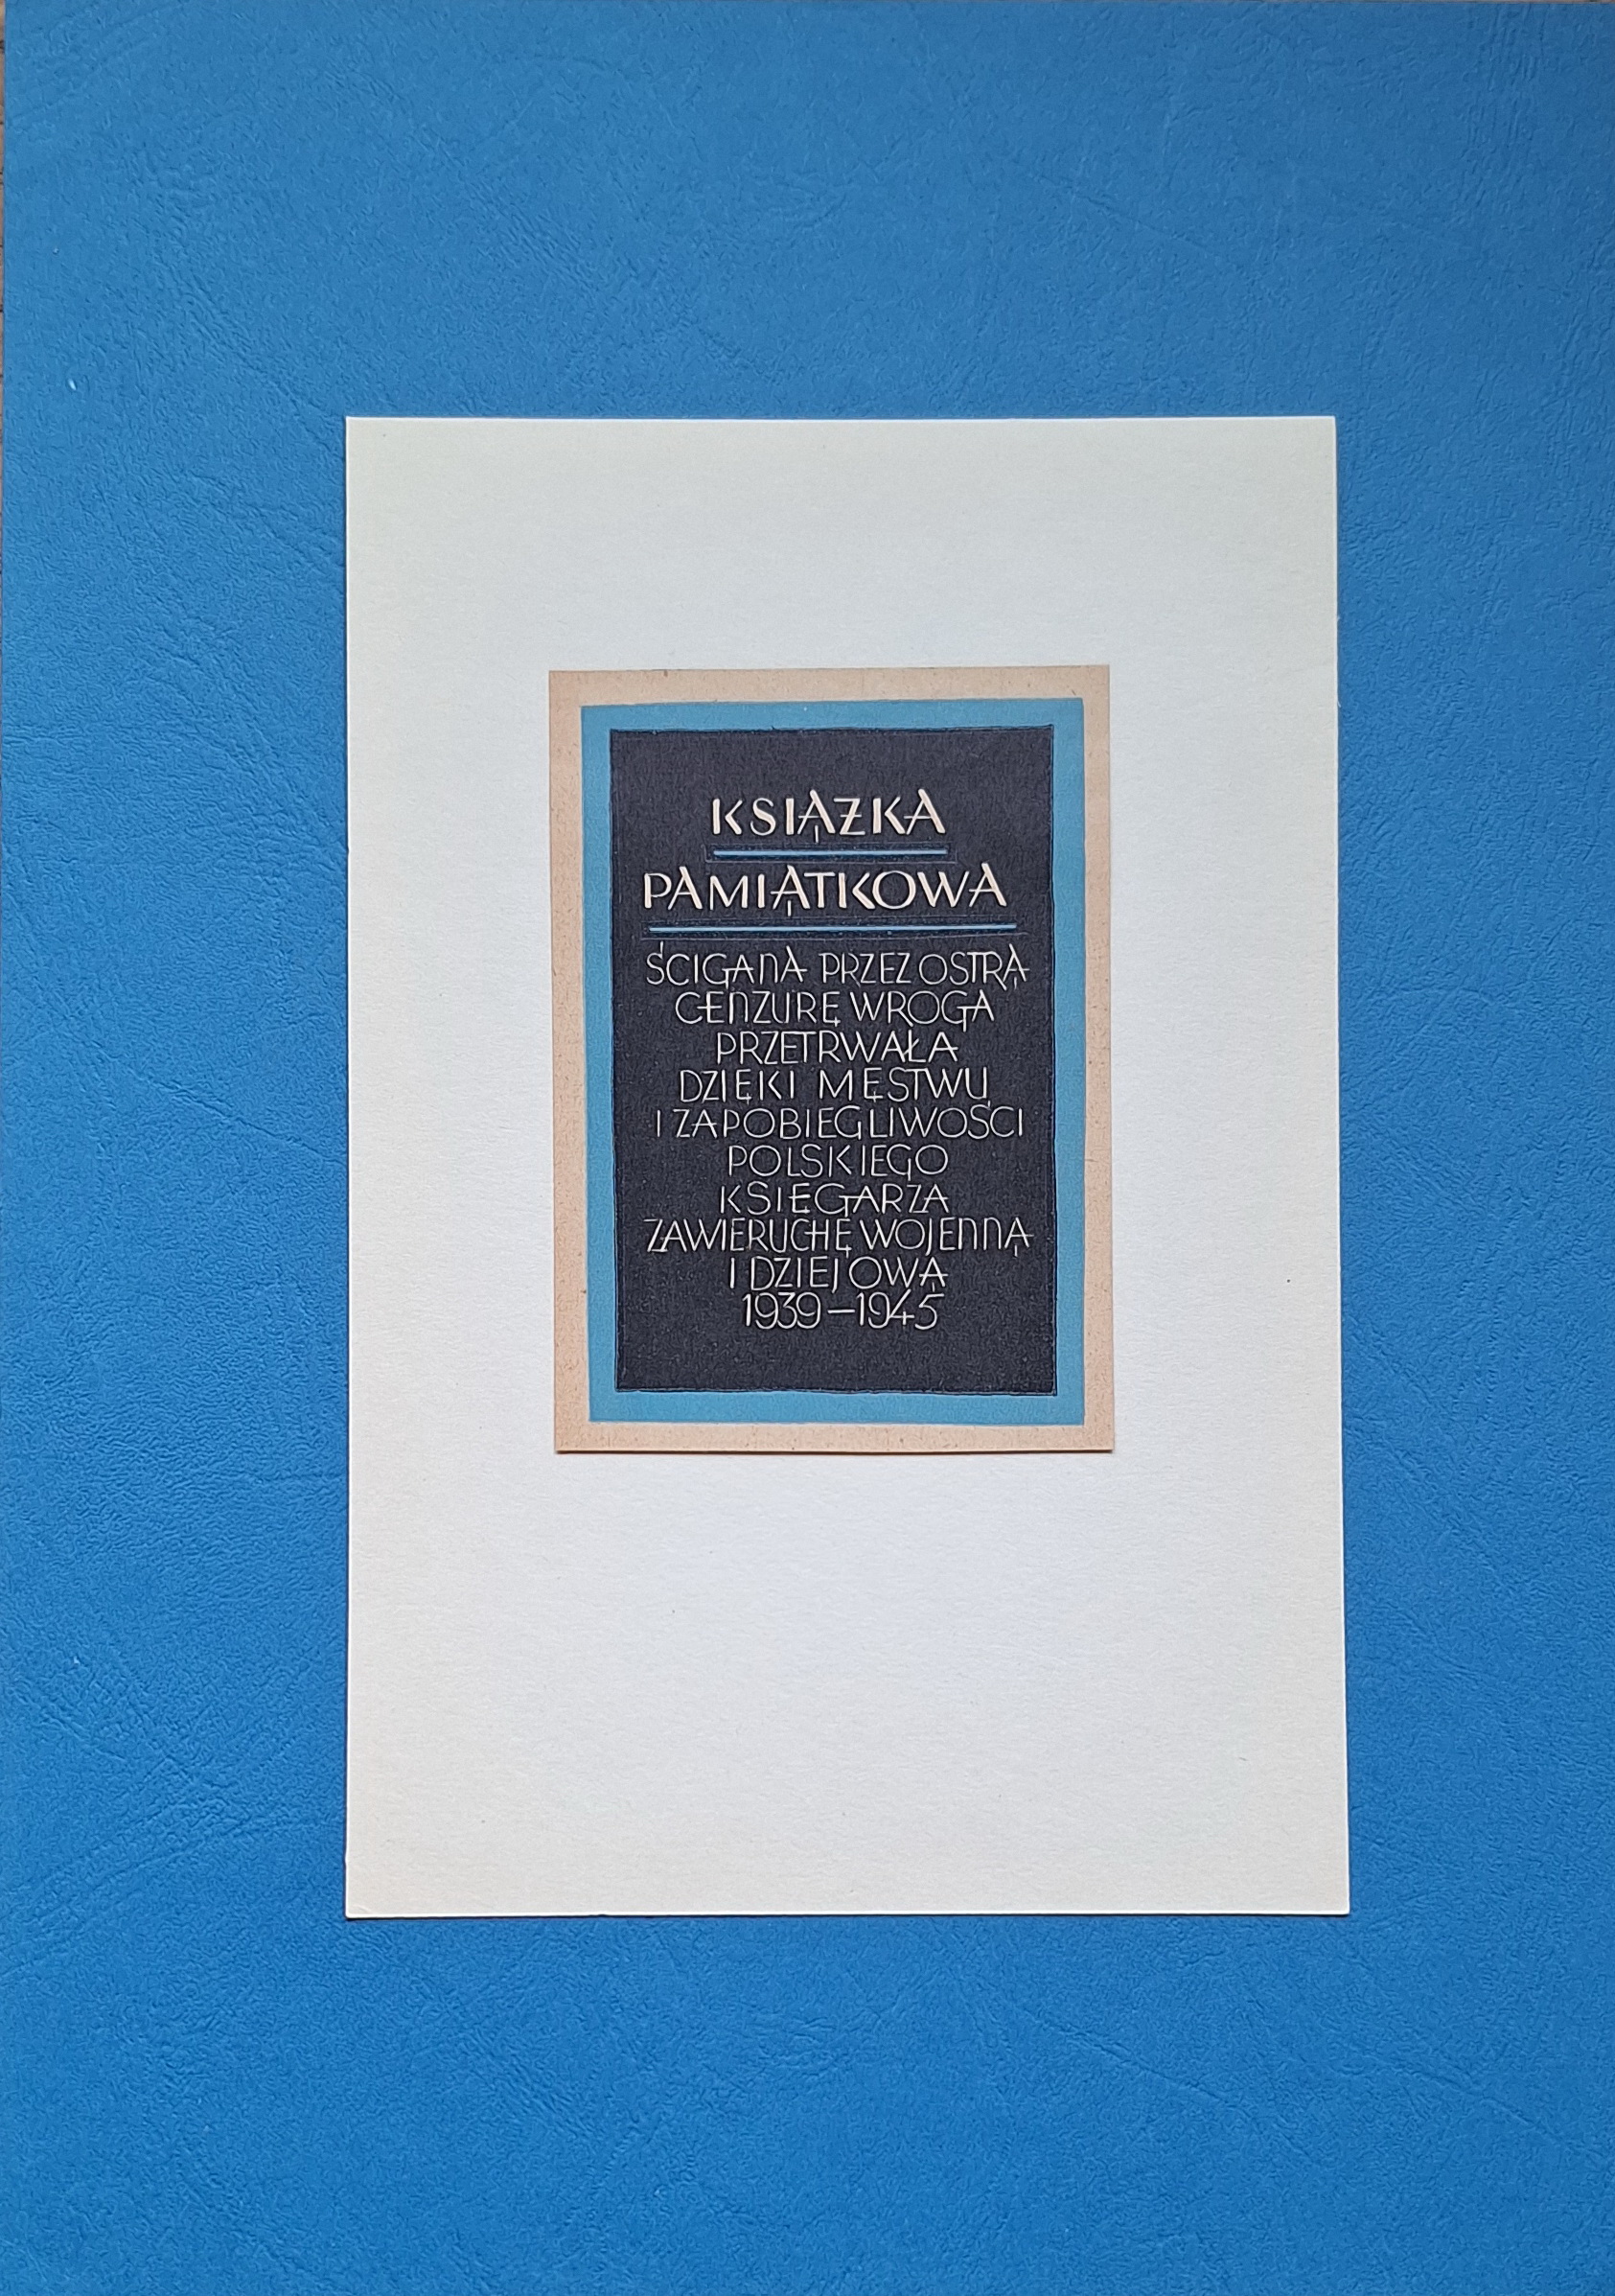 KSIĄŻKA
PAMIĄTKOWA
ŚCIGANA PRZEZ OSTRĄ
CENZURĘ WROGA
PRZETRWAŁA
DZIĘKI MĘSTWU
I ZAPOBIEGLIWOŚCI
POLSKIEGO
KSIĘGARZA
ZAWIERUCHĘ WOJENNĄ
I DZIEJOWĄ
1939–1945